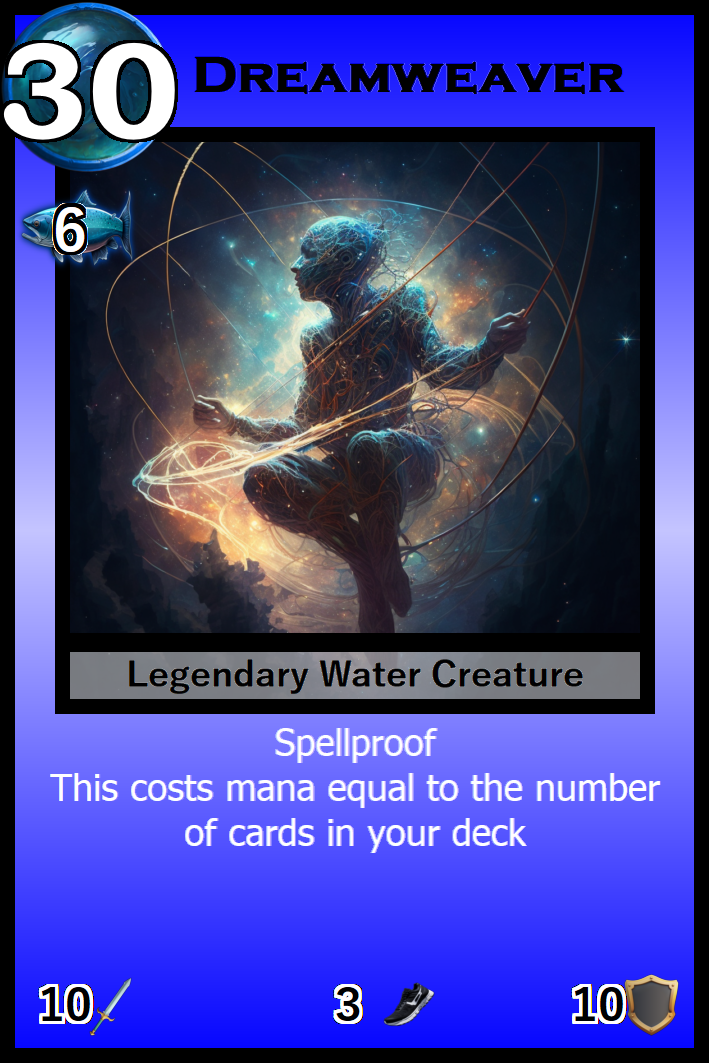 30
Dreamweaver
6
Legendary Water Creature
Spellproof
This costs mana equal to the number
of cards in your deck
10 3 10